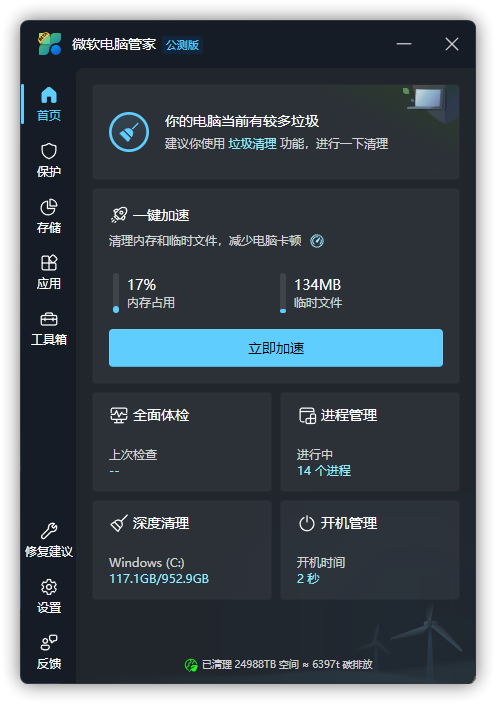 微软电脑管家 公测版
首页
保护
存储
应用
工具箱
修复建议
设置
反馈
你的电脑当前有较多垃圾
建议你使用 垃圾清理 功能，进行一下清理
一键加速
清理内存和临时文件，减少电脑卡顿
17%
内存占用
134MB
临时文件
立即加速
全面体检
上次检查
--
进程管理
进行中
14 个进程
深度清理
Windows (C:)
117.1GB/952.9GB
开机管理
开机时间
2 秒
已清理 24988TB 空间 ≈ 6397t 碳排放